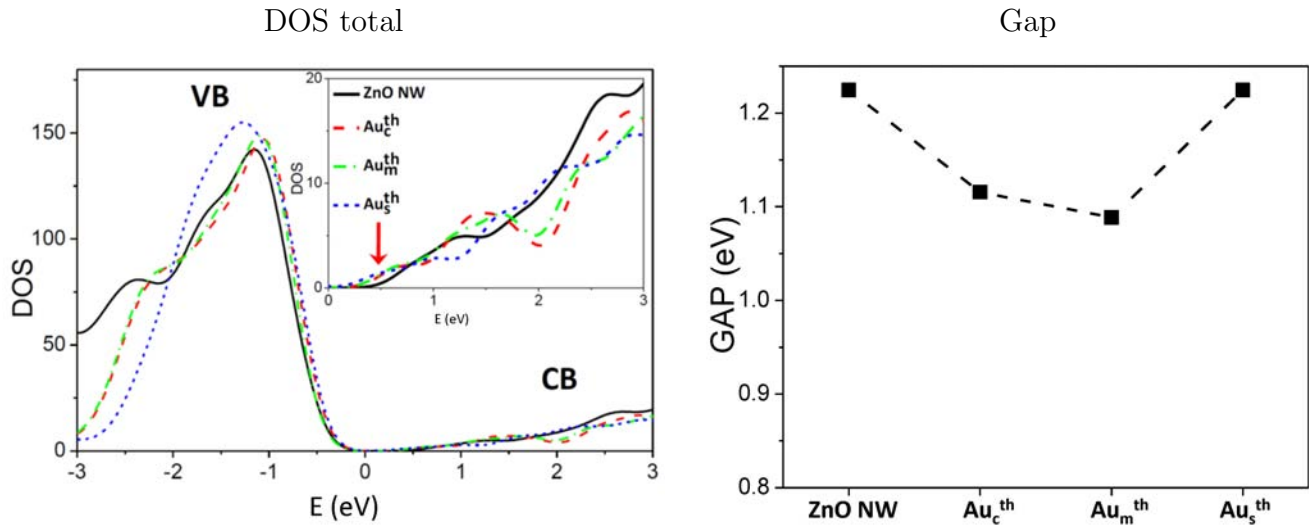 DOS total
Gap
VB
CB
DOS
150
100
50
0
-3 -2 -1 0 1 2 3
E (eV)
ZnO NW
Au_c^th
Au_m^th
Au_s^th
DOS
20
10
0
0 1 2 3
E (eV)
GAP (eV)
1.2
1.1
1.0
0.9
0.8
ZnO NW Au_c^th Au_m^th Au_s^th